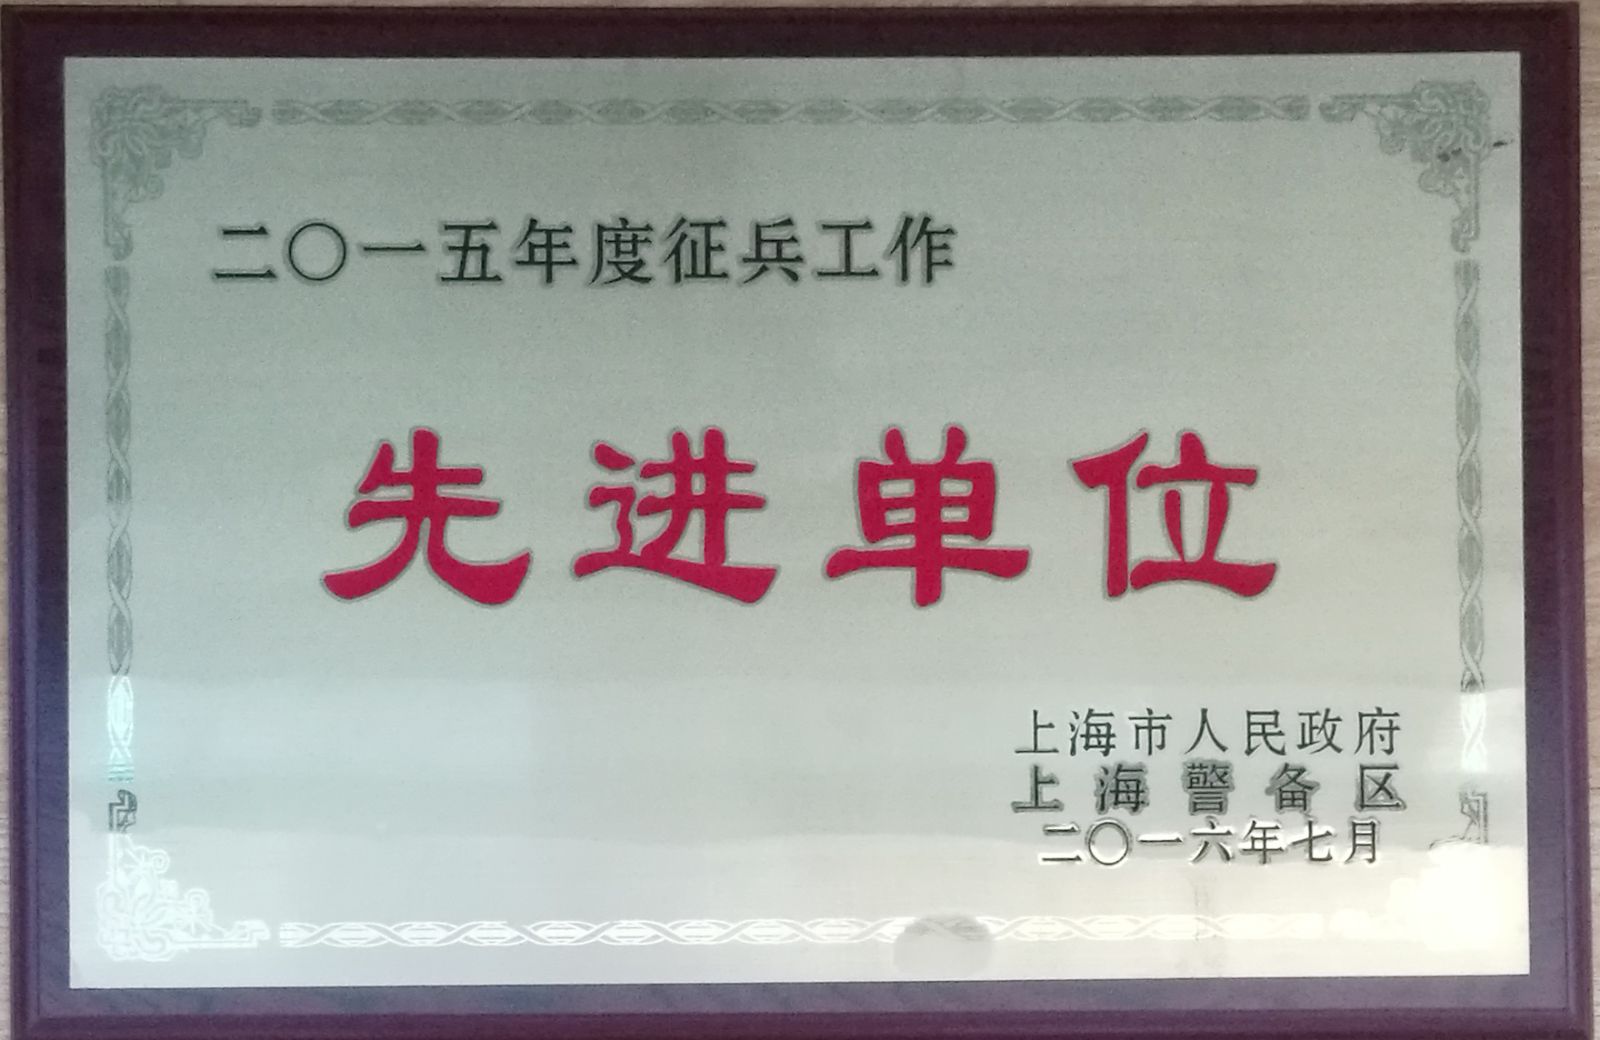 二〇一五年度征兵工作
先进单位
上海市人民政府
上海警备区
二〇一六年七月